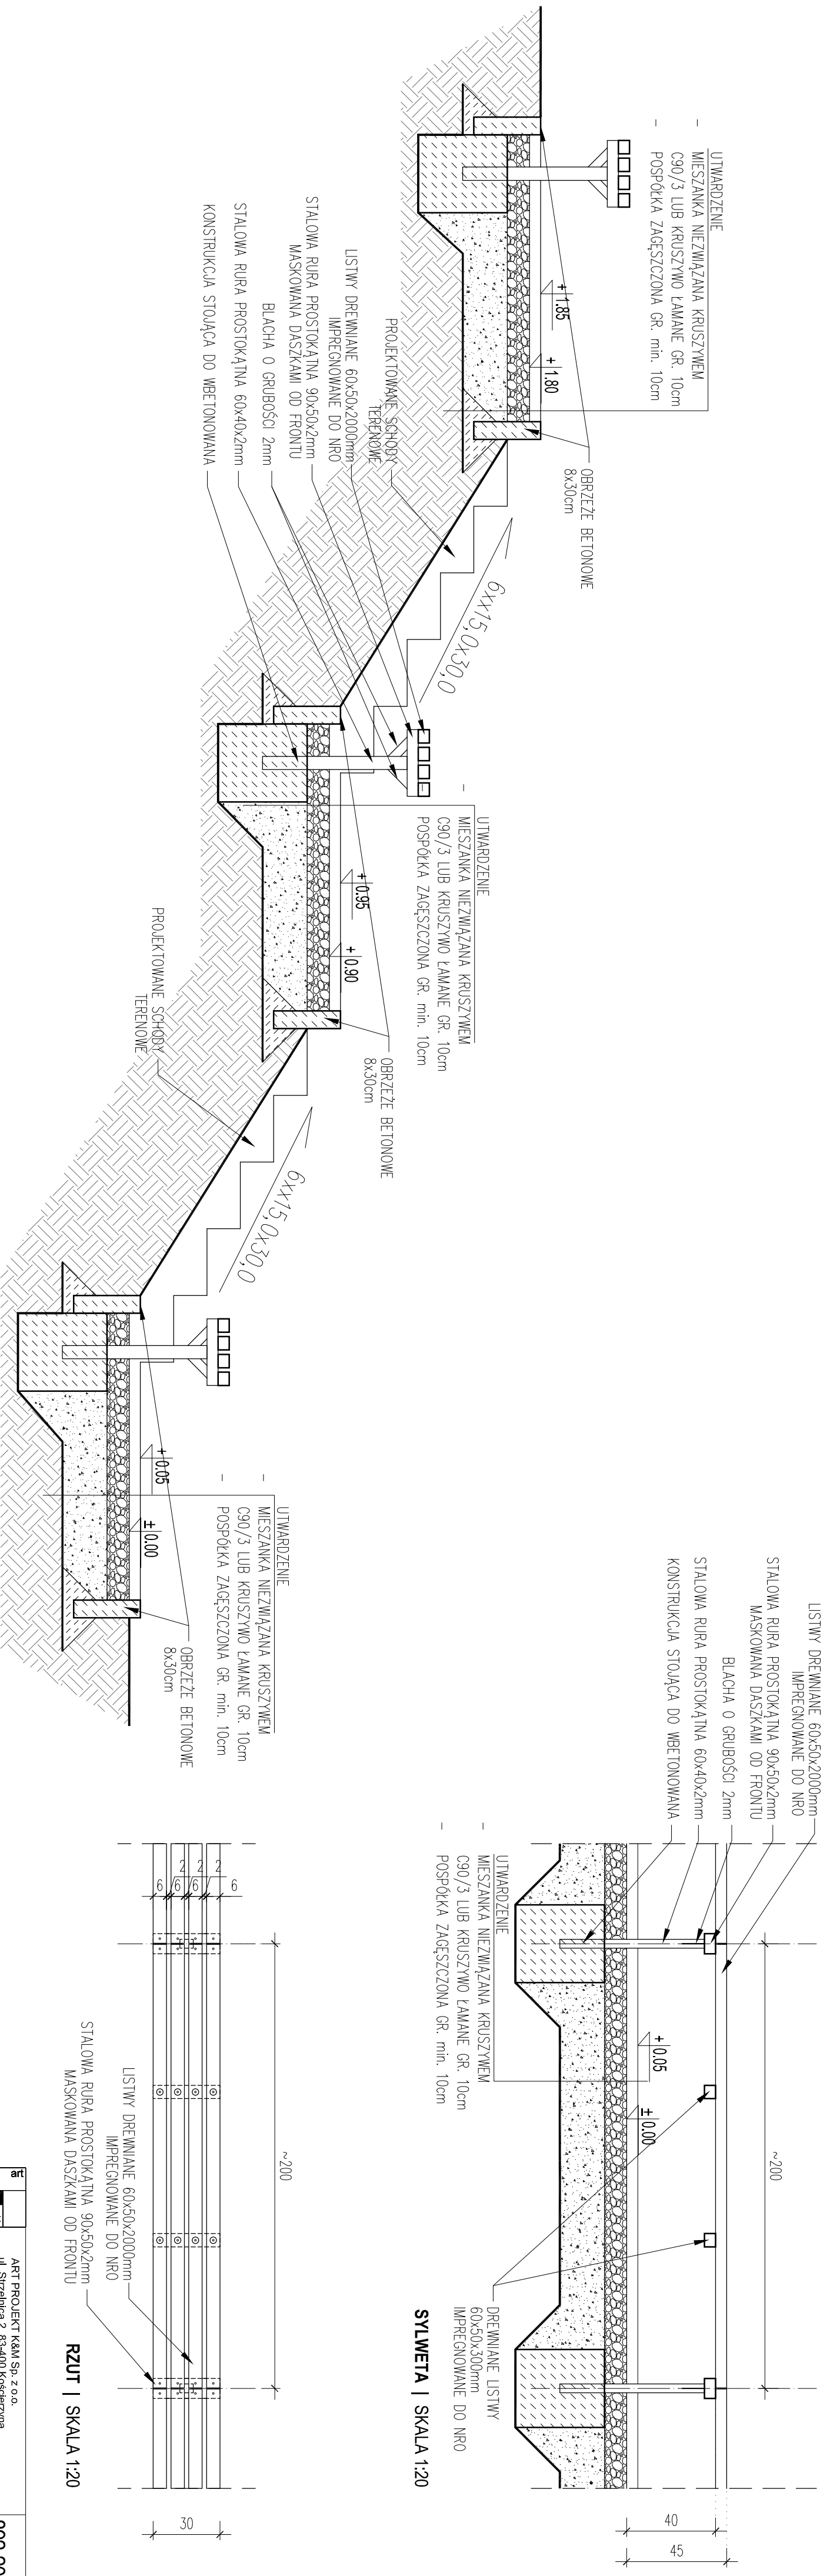 UTWARDZENIE
- MIESZANKA NIEZWIĄZANA KRUSZYWEM
C90/3 LUB KRUSZYWO ŁAMANE GR. 10cm
- POSPÓŁKA ZAGĘSZCZONA GR. min. 10cm
+ 1.85
+ 1.80
OBRZEŻE BETONOWE
8x30cm
6xx15,0x30,0
PROJEKTOWANE SCHODY
TERENOWE
LISTWY DREWNIANE 60x50x2000mm
IMPREGNOWANE DO NRO
STALOWA RURA PROSTOKĄTNA 90x50x2mm
MASKOWANA DASZKAMI OD FRONTU
BLACHA O GRUBOŚCI 2mm
STALOWA RURA PROSTOKĄTNA 60x40x2mm
KONSTRUKCJA STOJĄCA DO WBETONOWANA
UTWARDZENIE
- MIESZANKA NIEZWIĄZANA KRUSZYWEM
C90/3 LUB KRUSZYWO ŁAMANE GR. 10cm
- POSPÓŁKA ZAGĘSZCZONA GR. min. 10cm
+ 0.95
+ 0.90
OBRZEŻE BETONOWE
8x30cm
6xx15,0x30,0
PROJEKTOWANE SCHODY
TERENOWE
UTWARDZENIE
- MIESZANKA NIEZWIĄZANA KRUSZYWEM
C90/3 LUB KRUSZYWO ŁAMANE GR. 10cm
- POSPÓŁKA ZAGĘSZCZONA GR. min. 10cm
+ 0.05
± 0.00
OBRZEŻE BETONOWE
8x30cm
LISTWY DREWNIANE 60x50x2000mm
IMPREGNOWANE DO NRO
STALOWA RURA PROSTOKĄTNA 90x50x2mm
MASKOWANA DASZKAMI OD FRONTU
BLACHA O GRUBOŚCI 2mm
STALOWA RURA PROSTOKĄTNA 60x40x2mm
KONSTRUKCJA STOJĄCA DO WBETONOWANA
~200
40
45
+ 0.05
± 0.00
UTWARDZENIE
- MIESZANKA NIEZWIĄZANA KRUSZYWEM
C90/3 LUB KRUSZYWO ŁAMANE GR. 10cm
- POSPÓŁKA ZAGĘSZCZONA GR. min. 10cm
DREWNIANE LISTWY
60x50x300mm
IMPREGNOWANE DO NRO
SYLWETA | SKALA 1:20
~200
30
6
2
6
2
6
2
6
LISTWY DREWNIANE 60x50x2000mm
IMPREGNOWANE DO NRO
STALOWA RURA PROSTOKĄTNA 90x50x2mm
MASKOWANA DASZKAMI OD FRONTU
RZUT | SKALA 1:20
art
ART PROJEKT K&M Sp. z o.o.
ul. Strzelnica 2, 83-400 Kościerzyna